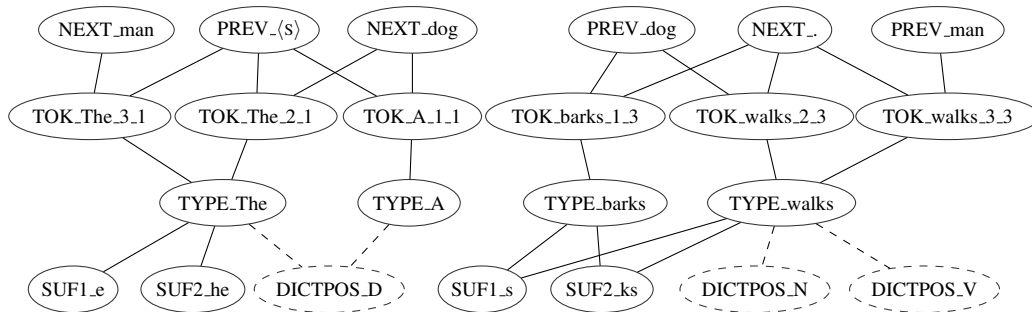 NEXT_man PREV_⟨S⟩ NEXT_dog PREV_dog NEXT_. PREV_man
TOK_The_3_1 TOK_The_2_1 TOK_A_1_1 TOK_barks_1_3 TOK_walks_2_3 TOK_walks_3_3
TYPE_The TYPE_A TYPE_barks TYPE_walks
SUF1_e SUF2_he DICTPOS_D SUF1_s SUF2_ks DICTPOS_N DICTPOS_V